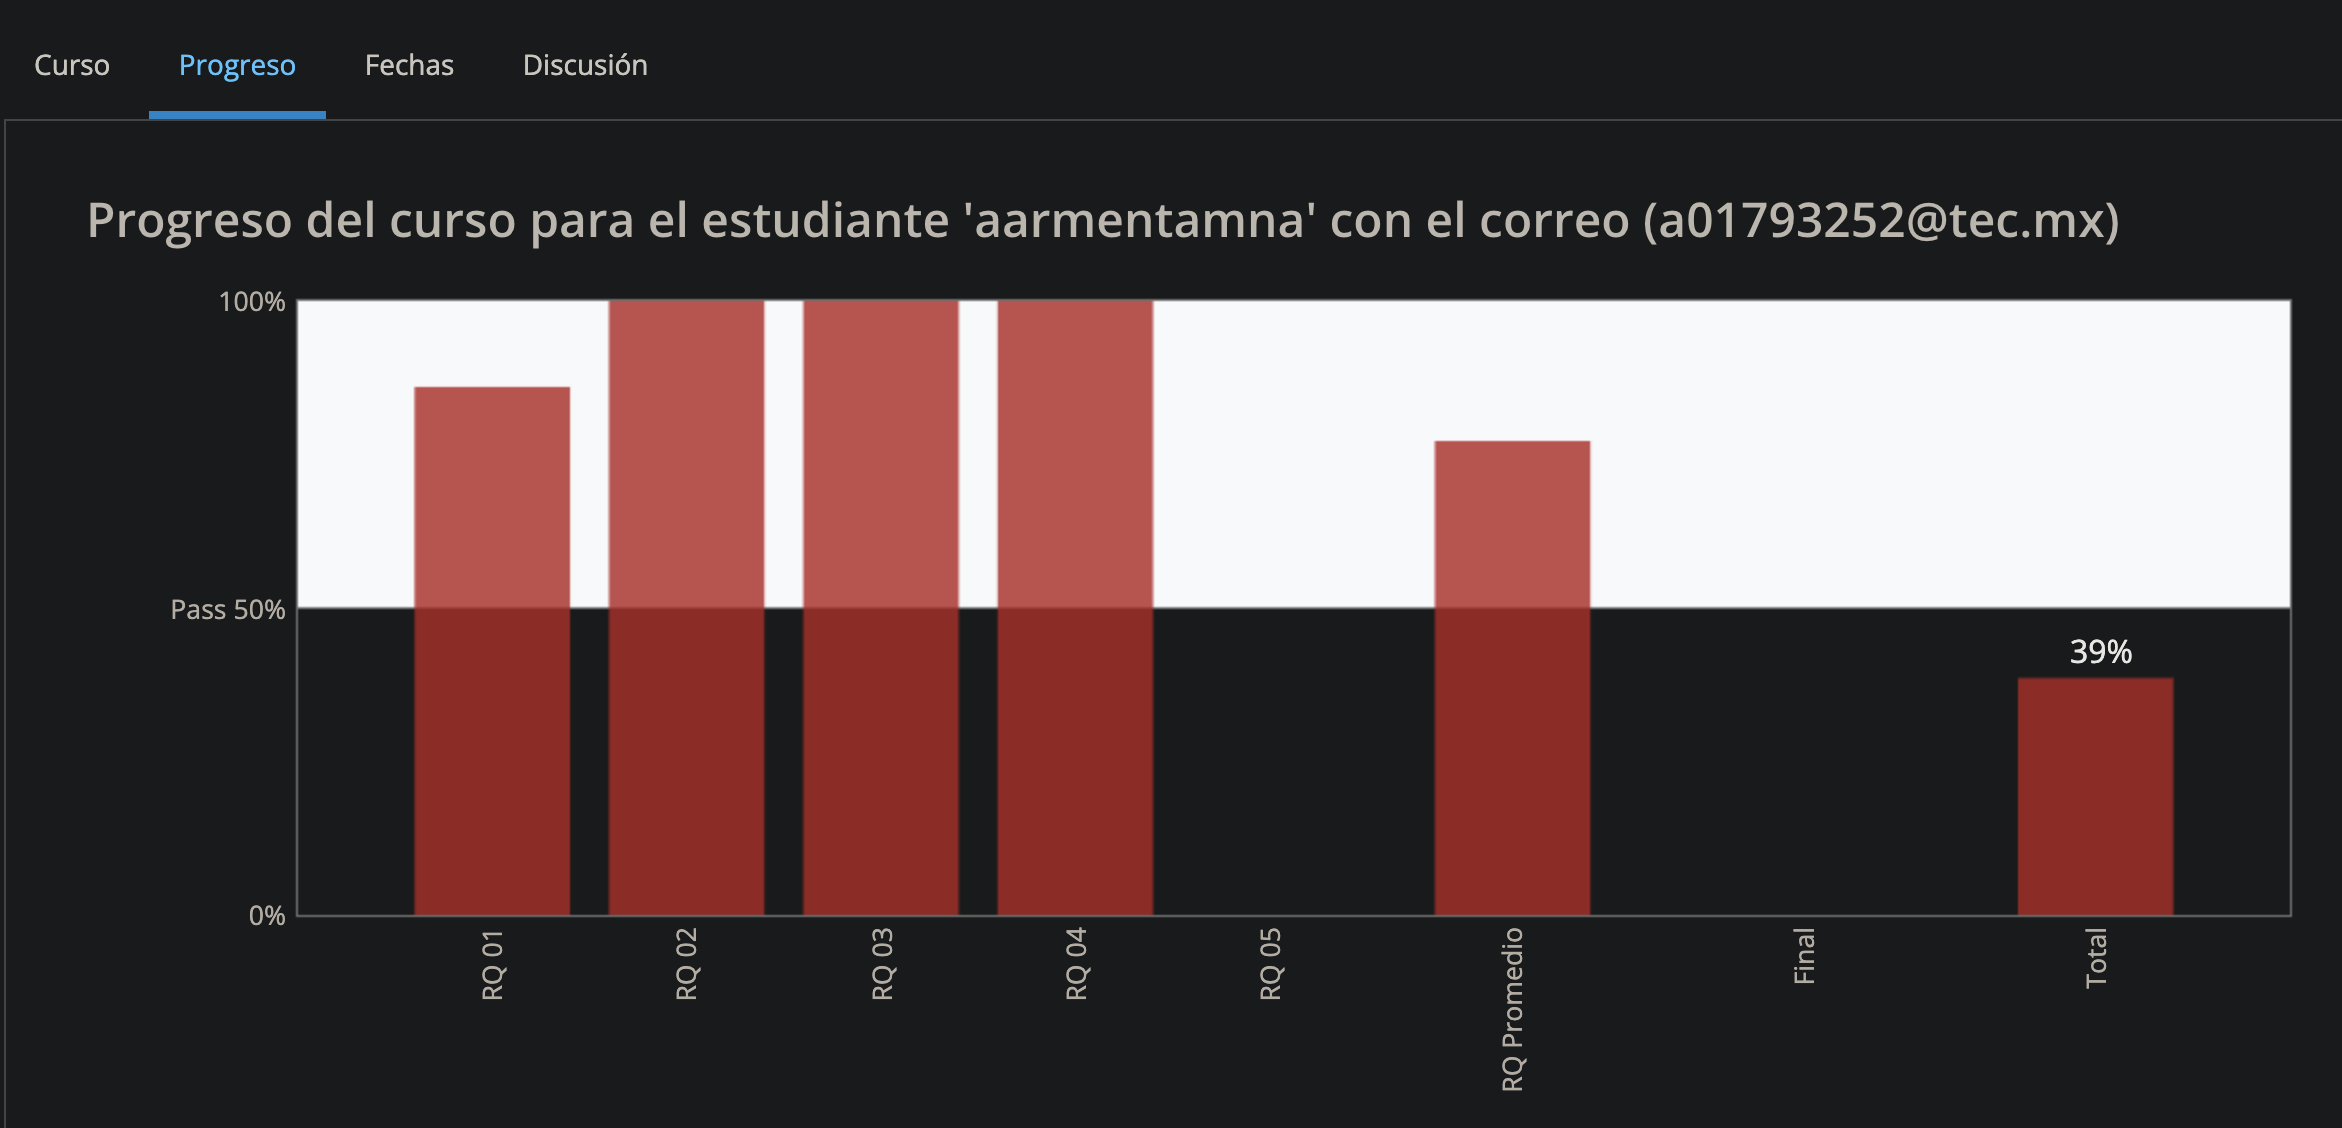 Curso Progreso Fechas Discusión
Progreso del curso para el estudiante 'aarmentamna' con el correo (a01793252@tec.mx)
100%
Pass 50%
39%
0%
RQ 01
RQ 02
RQ 03
RQ 04
RQ 05
RQ Promedio
Final
Total